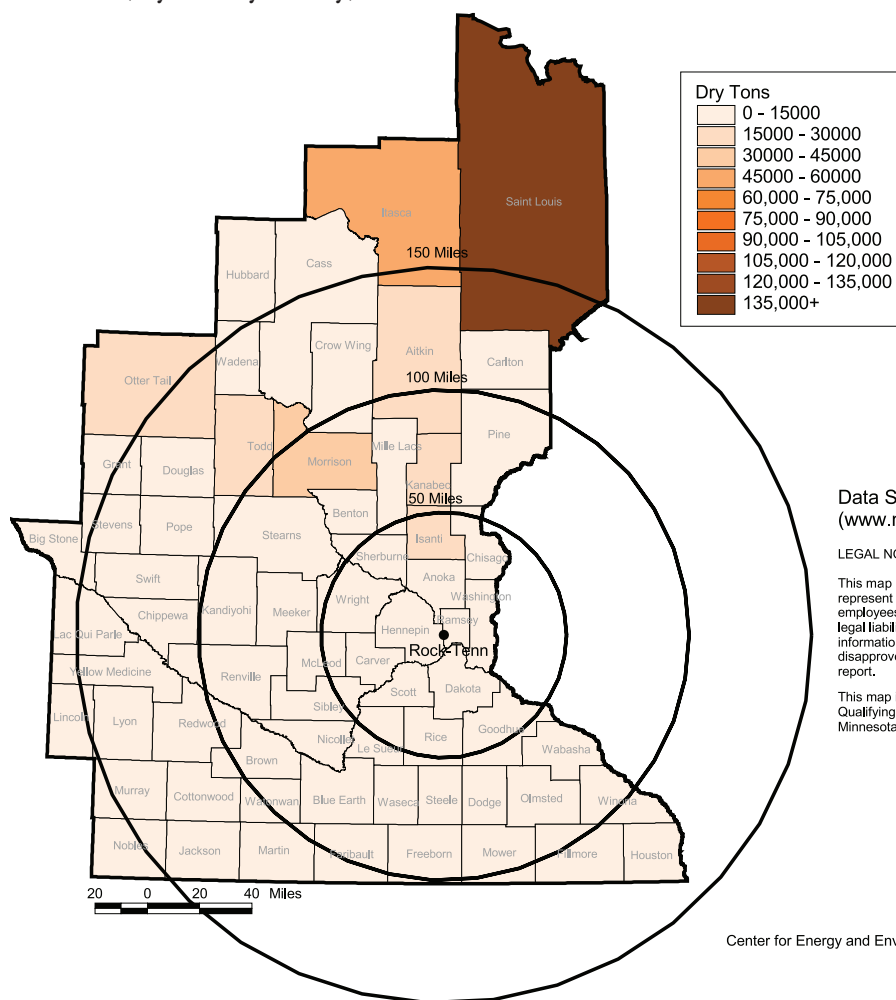 Dry Tons
0 - 15000
15000 - 30000
30000 - 45000
45000 - 60000
60,000 - 75,000
75,000 - 90,000
90,000 - 105,000
105,000 - 120,000
120,000 - 135,000
135,000+
Saint Louis
Itasca
150 Miles
Cass
Hubbard
Crow Wing
Aitkin
Carlton
Wadena
100 Miles
Otter Tail
Pine
Todd
Mille Lacs
Morrison
Grant
Douglas
Kanabec
50 Miles
Benton
Stevens
Pope
Stearns
Isanti
Big Stone
Sherburne
Chisago
Swift
Anoka
Washington
Chippewa
Kandiyohi
Meeker
Wright
Ramsey
Lac Qui Parle
Hennepin
Rock-Tenn
Yellow Medicine
Renville
McLeod
Carver
Scott
Dakota
Sibley
Lincoln
Lyon
Redwood
Nicollet
Le Sueur
Rice
Goodhue
Wabasha
Brown
Murray
Cottonwood
Watonwan
Blue Earth
Waseca
Steele
Dodge
Olmsted
Winona
Nobles
Jackson
Martin
Faribault
Freeborn
Mower
Fillmore
Houston
20 0 20 40 Miles
Data S
(www.r
LEGAL NO
This map
represent
employees
legal liabil
informatio
disapprove
report.
This map
Qualifying
Minnesota
Center for Energy and Env